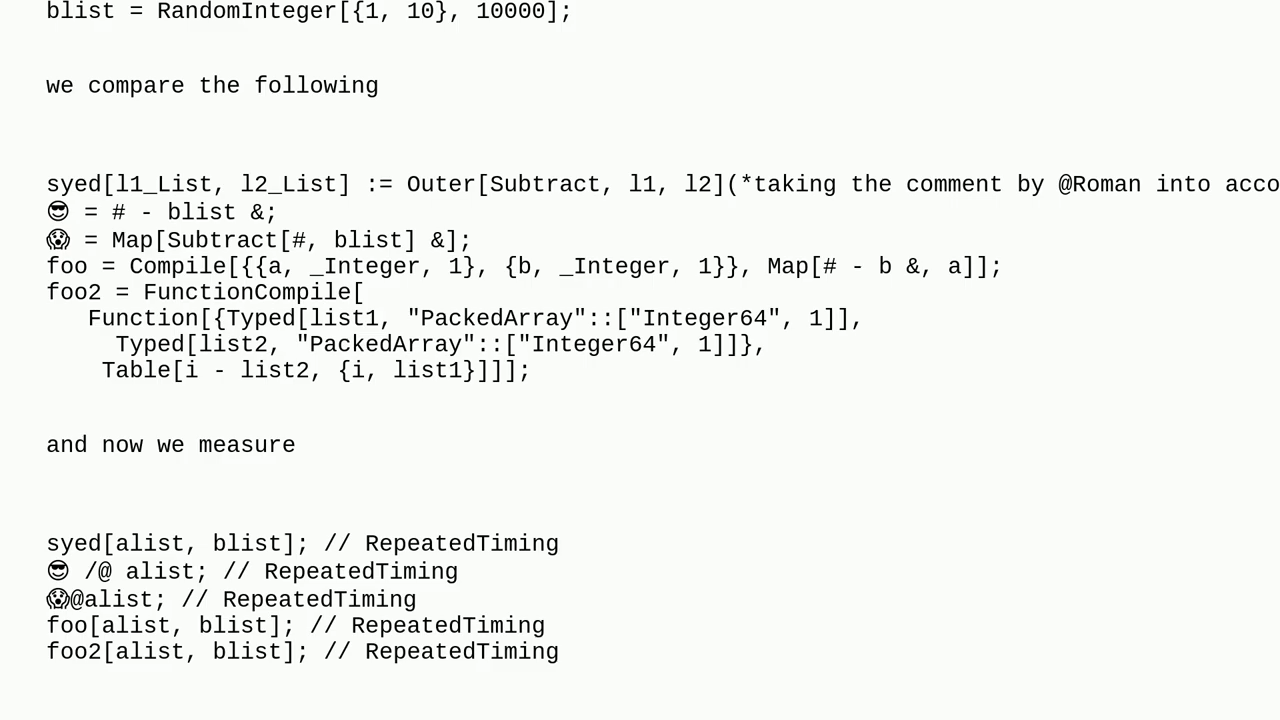 blist = RandomInteger[{1, 10}, 10000];
we compare the following
syed[l1_List, l2_List] := Outer[Subtract, l1, l2](*taking the comment by @Roman into
😎 = # - blist &;
😱 = Map[Subtract[#, blist] &];
foo = Compile[{{a, _Integer, 1}, {b, _Integer, 1}}, Map[# - b &, a]];
foo2 = FunctionCompile[
Function[{Typed[list1, "PackedArray"::["Integer64", 1]],
Typed[list2, "PackedArray"::["Integer64", 1]]},
Table[i - list2, {i, list1}]]];
and now we measure
syed[alist, blist]; // RepeatedTiming
😎 /@ alist; // RepeatedTiming
😱@alist; // RepeatedTiming
foo[alist, blist]; // RepeatedTiming
foo2[alist, blist]; // RepeatedTiming